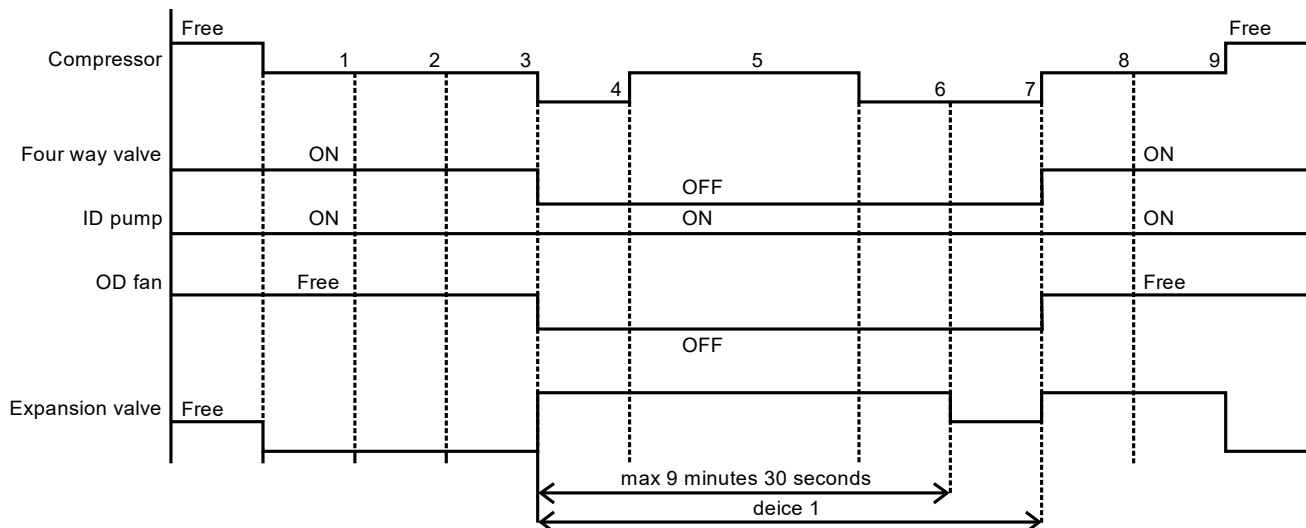 Free
Free
1
2
3
5
8
9
Compressor
4
6
7
Four way valve
ON
ON
OFF
ID pump
ON
ON
ON
OD fan
Free
Free
OFF
Expansion valve
Free
max 9 minutes 30 seconds
deice 1